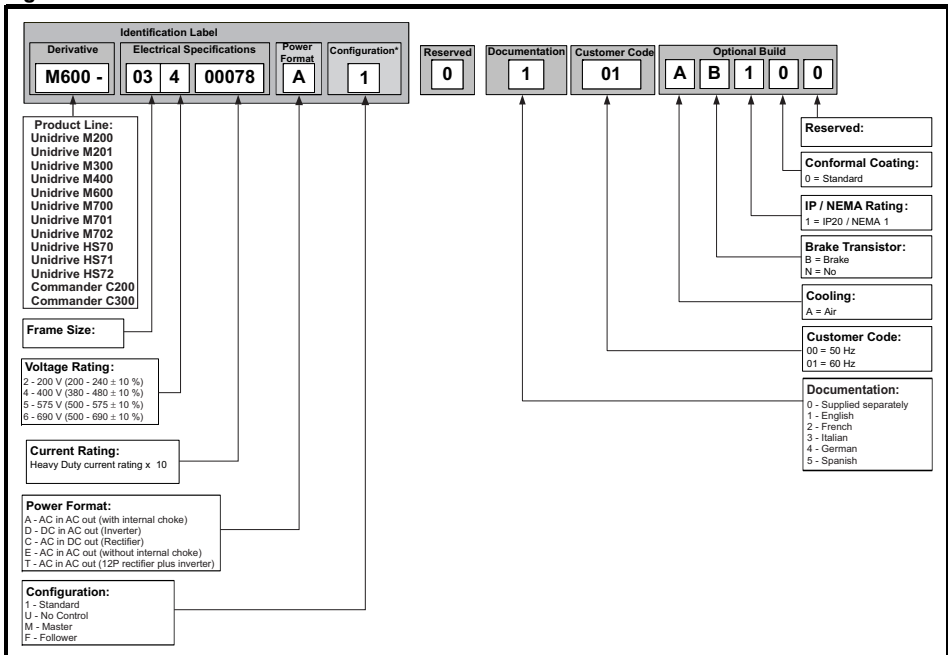 Identification Label
Derivative
Electrical Specifications
Power Format
Configuration*
Reserved
Documentation
Customer Code
Optional Build
M600 -
03
4
00078
A
1
0
1
01
A
B
1
0
0
Product Line:
Unidrive M200
Unidrive M201
Unidrive M300
Unidrive M400
Unidrive M600
Unidrive M700
Unidrive M701
Unidrive M702
Unidrive HS70
Unidrive HS71
Unidrive HS72
Commander C200
Commander C300
Frame Size:
Voltage Rating:
2 - 200 V (200 - 240 ± 10 %)
4 - 400 V (380 - 480 ± 10 %)
5 - 575 V (500 - 575 ± 10 %)
6 - 690 V (500 - 690 ± 10 %)
Current Rating:
Heavy Duty current rating x 10
Power Format:
A - AC in AC out (with internal choke)
D - DC in AC out (Inverter)
C - AC in DC out (Rectifier)
E - AC in AC out (without internal choke)
T - AC in AC out (12P rectifier plus inverter)
Configuration:
1 - Standard
U - No Control
M - Master
F - Follower
Reserved:
Conformal Coating:
0 = Standard
IP / NEMA Rating:
1 = IP20 / NEMA 1
Brake Transistor:
B = Brake
N = No
Cooling:
A = Air
Customer Code:
00 = 50 Hz
01 = 60 Hz
Documentation:
0 - Supplied separately
1 - English
2 - French
3 - Italian
4 - German
5 - Spanish